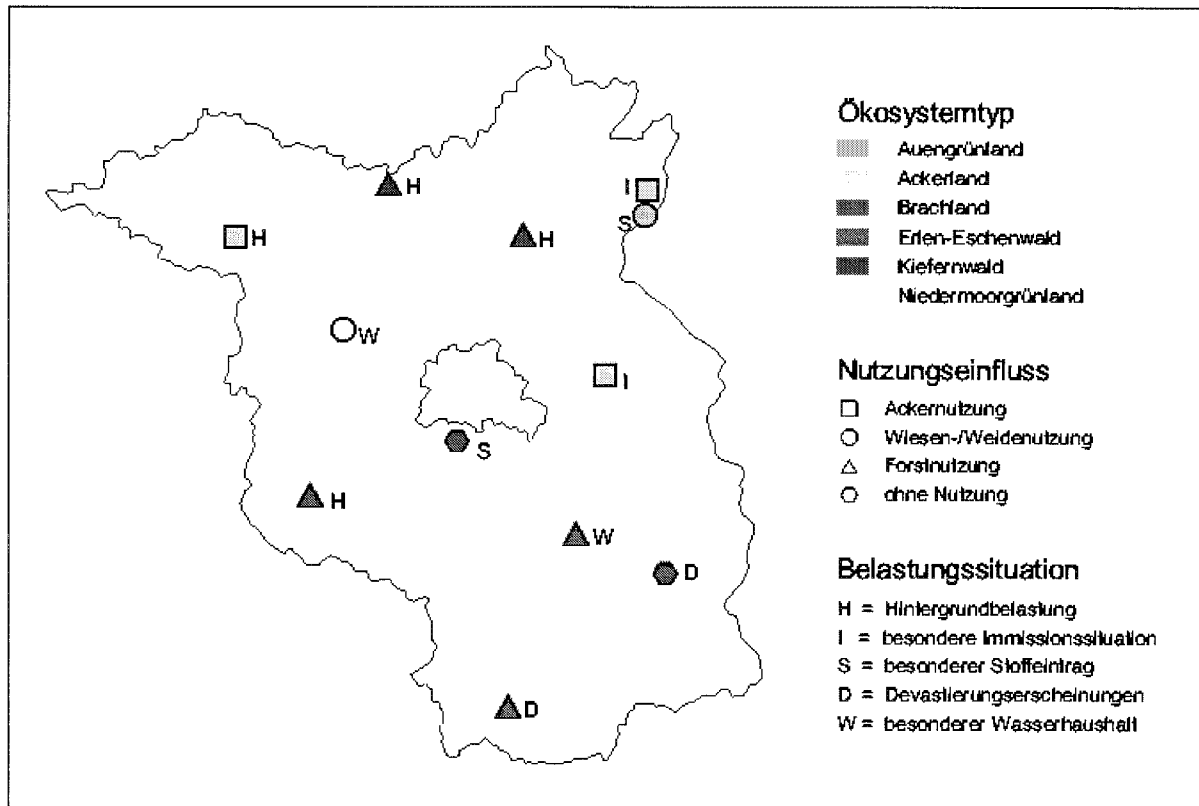 Ökosystemtyp
Auengrünland
Ackerland
Brachland
Erlen-Eschenwald
Kiefernwald
Niedermoorgrünland
Nutzungseinfluss
Ackernutzung
Wiesen-/Weidenutzung
Forstnutzung
ohne Nutzung
Belastungssituation
H = Hintergrundbelastung
I = besondere Immissionssituation
S = besonderer Stoffeintrag
D = Devastierungserscheinungen
W = besonderer Wasserhaushalt
H
I
S
H
H
W
I
S
H
W
D
D